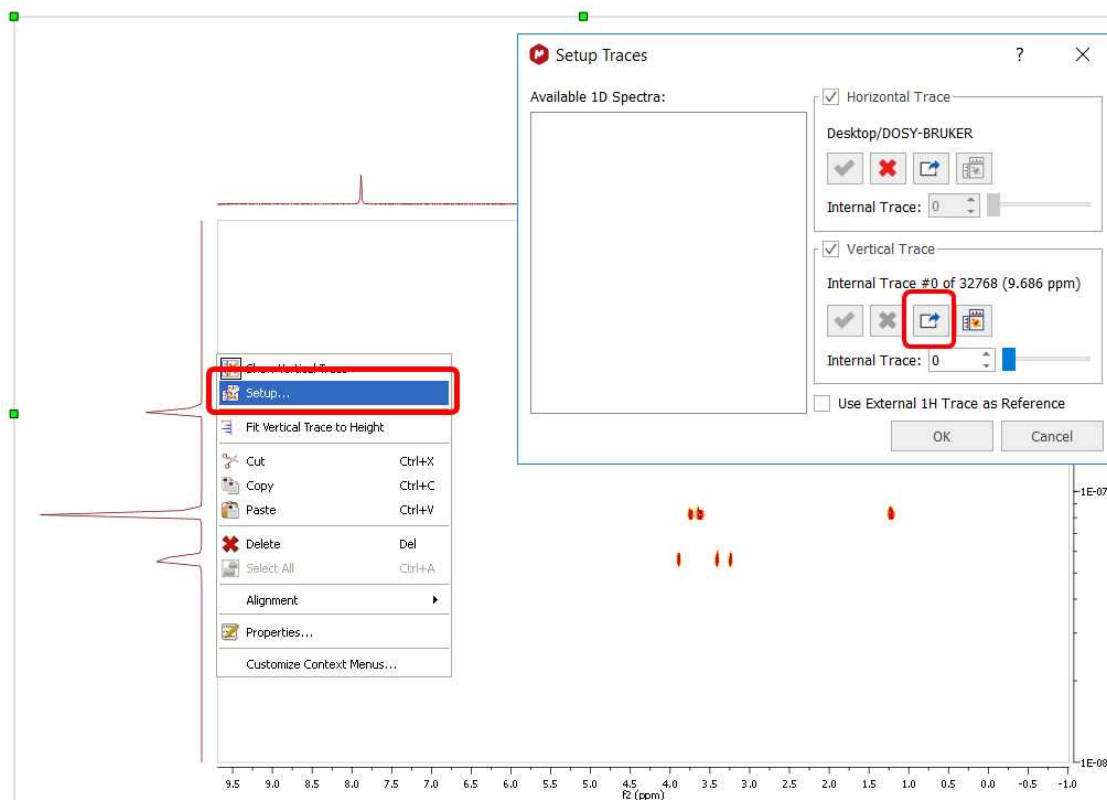 Setup Traces
?
Available 1D Spectra:
Horizontal Trace
Desktop/DOSY-BRUKER
Internal Trace: 0
Vertical Trace
Internal Trace #0 of 32768 (9.686 ppm)
Internal Trace: 0
Use External 1H Trace as Reference
OK Cancel
Show Vertical Trace
Setup...
Fit Vertical Trace to Height
Cut Ctrl+X
Copy Ctrl+C
Paste Ctrl+V
Delete Del
Select All Ctrl+A
Alignment
Properties...
Customize Context Menus...
1E-07
1E-08
9.5 9.0 8.5 8.0 7.5 7.0 6.5 6.0 5.5 5.0 4.5 4.0 3.5 3.0 2.5 2.0 1.5 1.0 0.5 0.0 -0.5 -1.0
f2 (ppm)